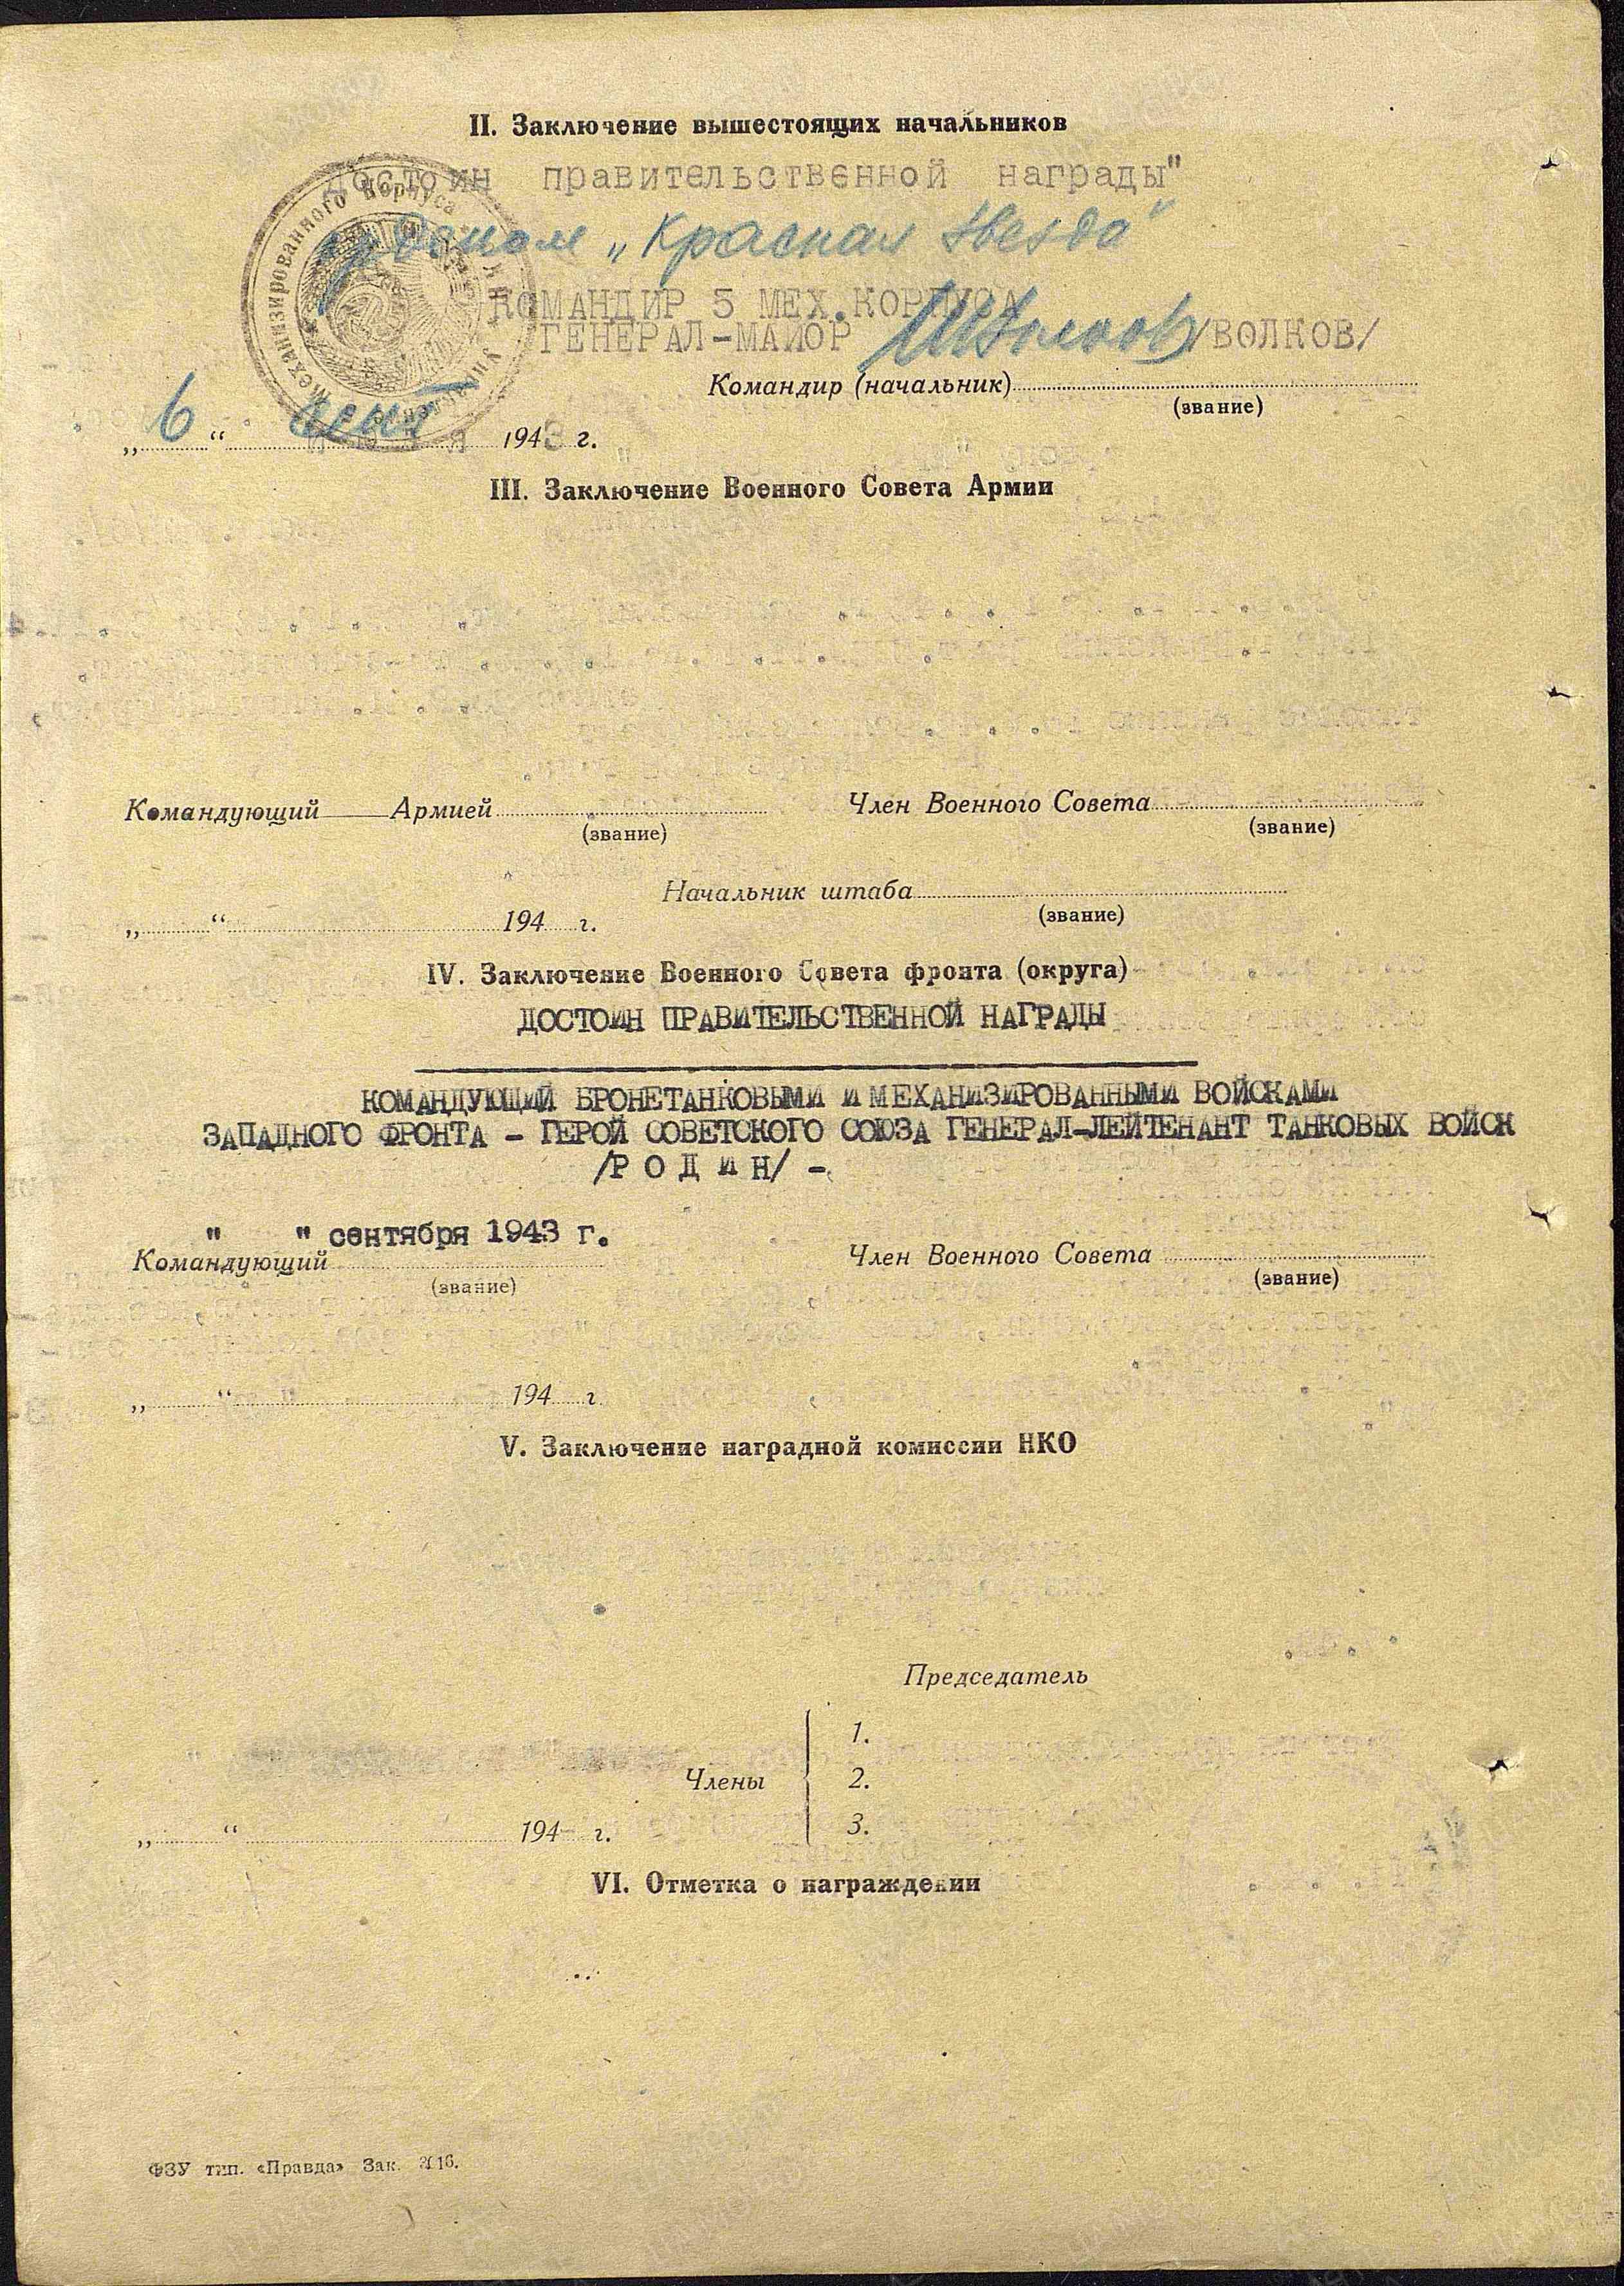 II. Заключение вышестоящих начальников
ДОСТОИН правительственной награды"
орденом „Красная Звезда"
КОМАНДИР 5 МЕХ.КОРПУСА
ГЕНЕРАЛ-МАЙОР /ВОЛКОВ/
Механизированного Корпуса
Командир (начальник)
(звание)
„6“ сент 1943 г.
III. Заключение Военного Совета Армии
Командующий Армией Член Военного Совета
(звание) (звание)
Начальник штаба
(звание)
„ “ 194 г.
IV. Заключение Военного Совета фронта (округа)
ДОСТОИН ПРАВИТЕЛЬСТВЕННОЙ НАГРАДЫ
КОМАНДУЮЩИЙ БРОНЕТАНКОВЫМИ И МЕХАНИЗИРОВАННЫМИ ВОЙСКАМИ
ЗАПАДНОГО ФРОНТА - ГЕРОЙ СОВЕТСКОГО СОЮЗА ГЕНЕРАЛ-ЛЕЙТЕНАНТ ТАНКОВЫХ ВОЙСК
/Р О Д И Н/ -
" " сентября 1943 г.
Командующий Член Военного Совета
(звание) (звание)
„ “ 194 г.
V. Заключение наградной комиссии НКО
Председатель
1.
Члены 2.
3.
„ “ 194 г.
VI. Отметка о награждении
ФЗУ тип. «Правда» Зак.